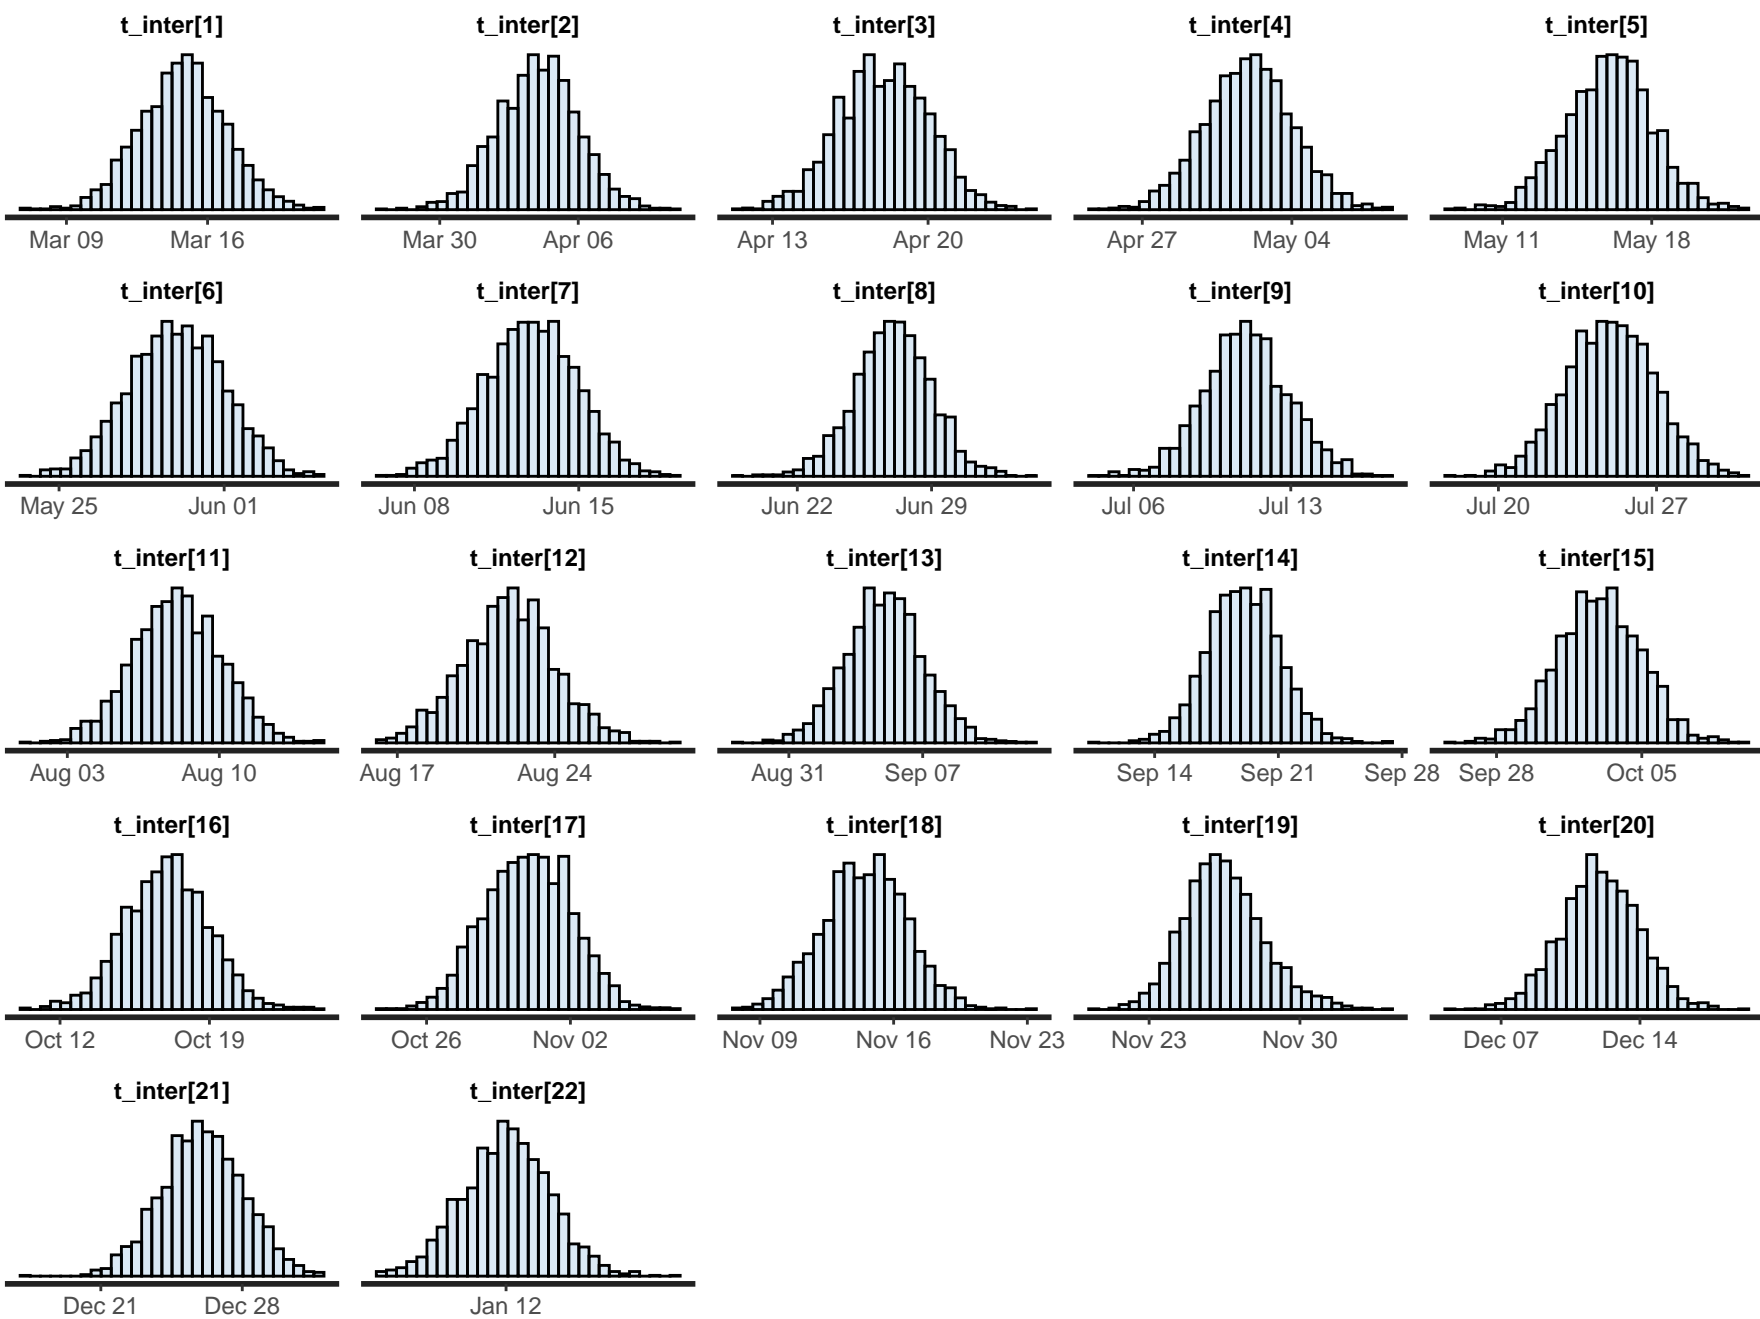 t_inter[1] t_inter[2] t_inter[3] t_inter[4] t_inter[5]
Mar 09 Mar 16 Mar 30 Apr 06 Apr 13 Apr 20 Apr 27 May 04 May 11 May 18
t_inter[6] t_inter[7] t_inter[8] t_inter[9] t_inter[10]
May 25 Jun 01 Jun 08 Jun 15 Jun 22 Jun 29 Jul 06 Jul 13 Jul 20 Jul 27
t_inter[11] t_inter[12] t_inter[13] t_inter[14] t_inter[15]
Aug 03 Aug 10 Aug 17 Aug 24 Aug 31 Sep 07 Sep 14 Sep 21 Sep 28 Sep 28 Oct 05
t_inter[16] t_inter[17] t_inter[18] t_inter[19] t_inter[20]
Oct 12 Oct 19 Oct 26 Nov 02 Nov 09 Nov 16 Nov 23 Nov 23 Nov 30 Dec 07 Dec 14
t_inter[21] t_inter[22]
Dec 21 Dec 28 Jan 12